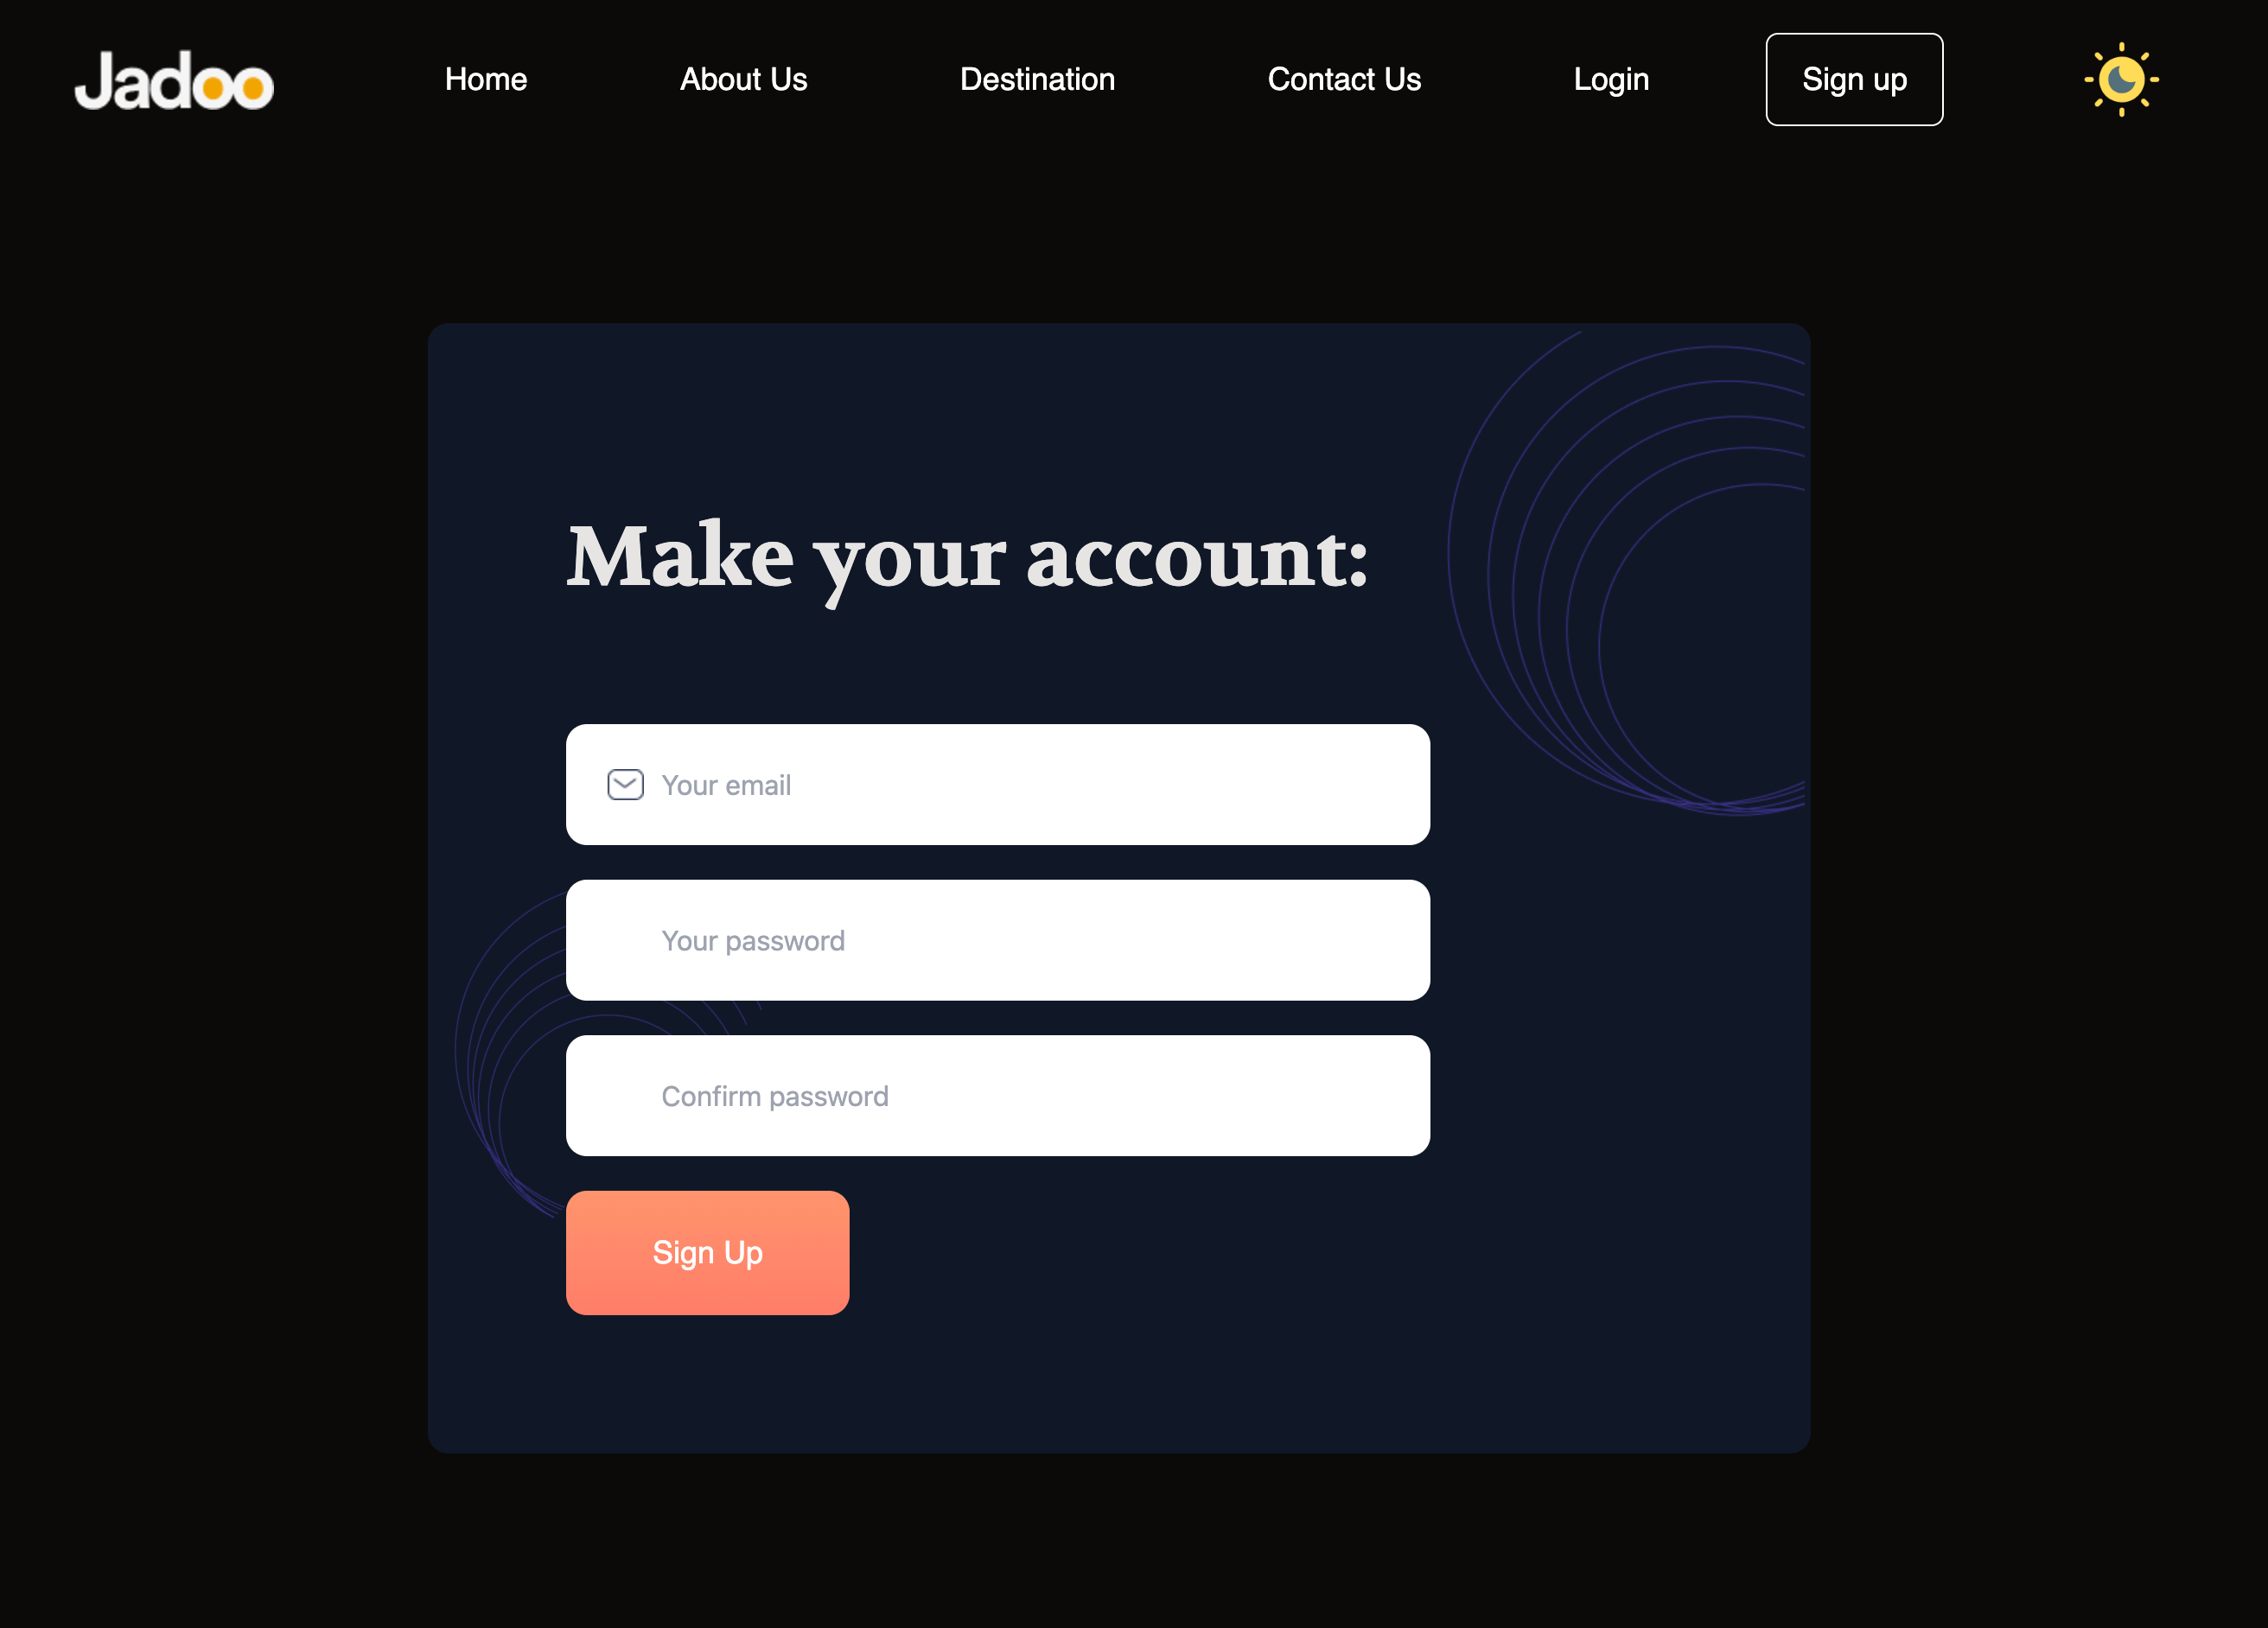 Jadoo
Home About Us Destination Contact Us Login Sign up
Make your account:
Your email
Your password
Confirm password
Sign Up